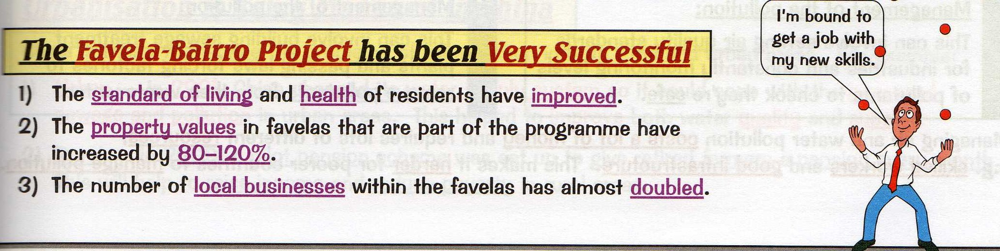 The Favela-Bairro Project has been Very Successful
1) The standard of living and health of residents have improved.
2) The property values in favelas that are part of the programme have
increased by 80–120%.
3) The number of local businesses within the favelas has almost doubled.
I'm bound to
get a job with
my new skills.